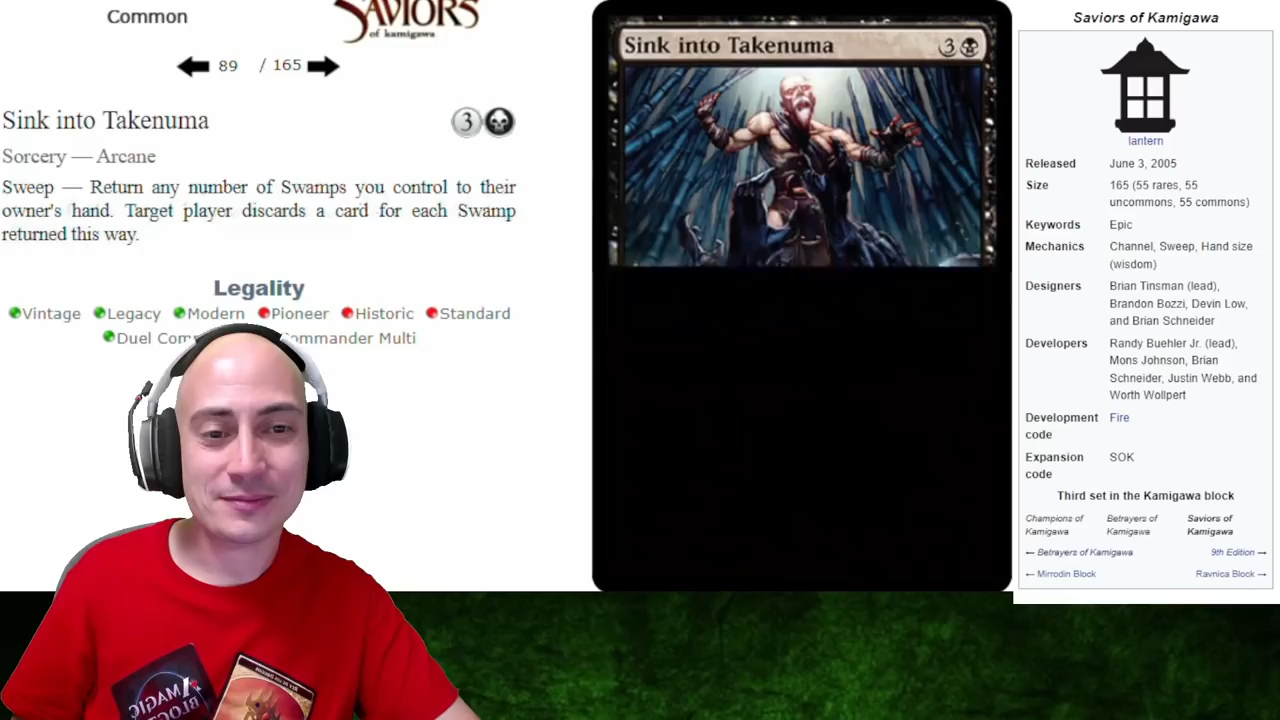 Common
SAVIORS
of kamigawa
89 / 165
Sink into Takenuma
3
Sorcery — Arcane
Sweep — Return any number of Swamps you control to their
owner's hand. Target player discards a card for each Swamp
returned this way.
Legality
Vintage Legacy Modern Pioneer Historic Standard
Duel Com
ommander Multi
Sink into Takenuma 3
Saviors of Kamigawa
lantern
Released June 3, 2005
Size 165 (55 rares, 55
uncommons, 55 commons)
Keywords Epic
Mechanics Channel, Sweep, Hand size
(wisdom)
Designers Brian Tinsman (lead),
Brandon Bozzi, Devin Low,
and Brian Schneider
Developers Randy Buehler Jr. (lead),
Mons Johnson, Brian
Schneider, Justin Webb, and
Worth Wollpert
Development Fire
code
Expansion SOK
code
Third set in the Kamigawa block
Champions of Betrayers of Saviors of
Kamigawa Kamigawa Kamigawa
← Betrayers of Kamigawa 9th Edition →
← Mirrodin Block Ravnica Block →
MAGIC